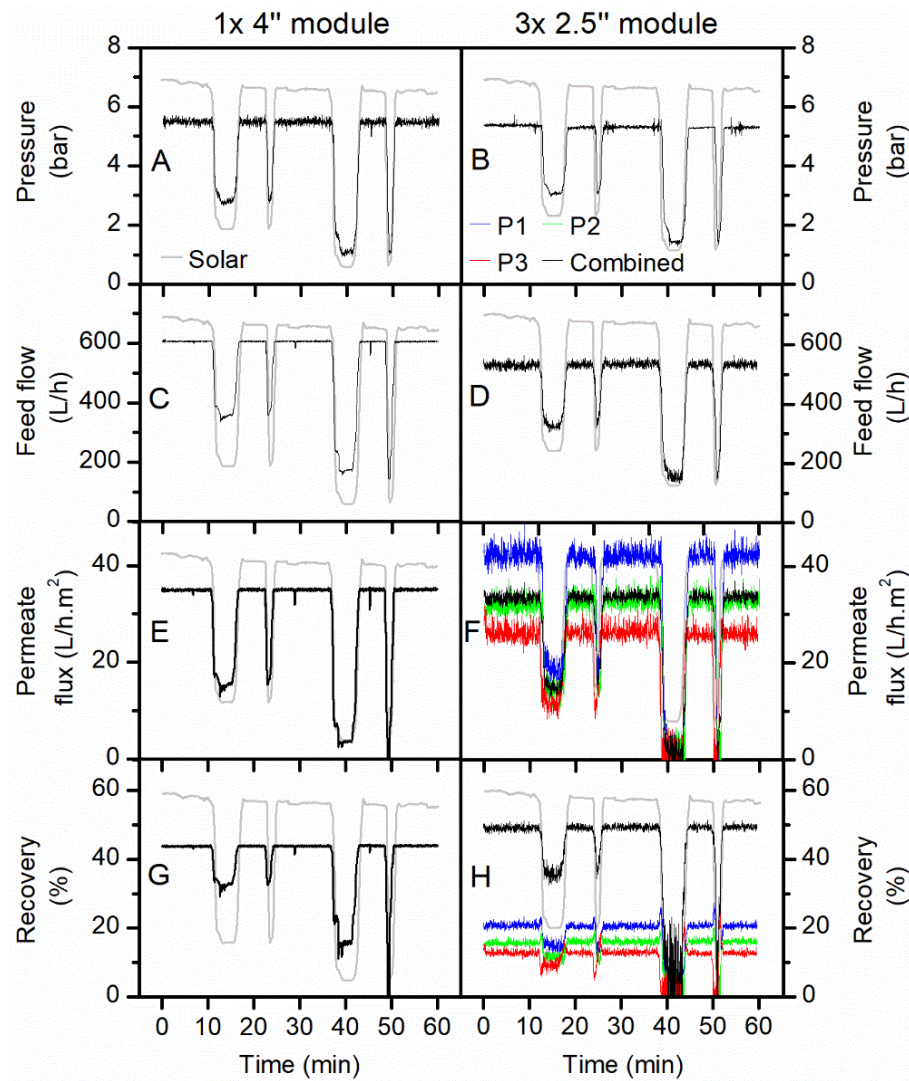 1x 4" module
3x 2.5" module
8
6
4
2
0
Pressure
(bar)
A
Solar
B
P1
P2
P3
Combined
8
6
4
2
0
Pressure
(bar)
600
400
200
0
Feed flow
(L/h)
C
D
600
400
200
0
Feed flow
(L/h)
40
20
0
Permeate
flux (L/h.m²)
E
F
40
20
0
Permeate
flux (L/h.m²)
60
40
20
0
Recovery
(%)
G
H
60
40
20
0
Recovery
(%)
0 10 20 30 40 50 60
0 10 20 30 40 50 60
Time (min)
Time (min)